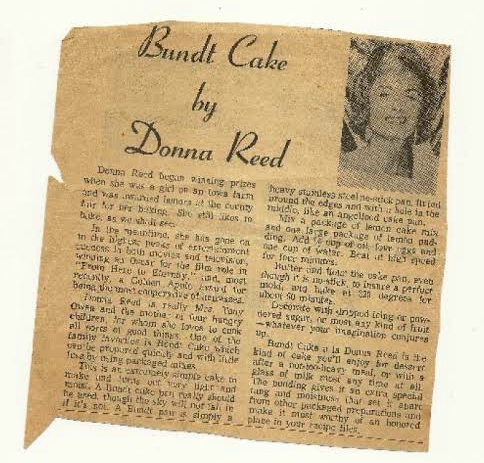 Bundt Cake
by
Donna Reed
Donna Reed began winning prizes
when she was a girl on an Iowa farm
and was awarded honors at the county
fair for her baking. She still likes to
bake, as we shall see.
In the meantime, she has gone on
to the highest peaks of entertainment
success in both movies and television,
winning an Oscar for the film role in
"From Here to Eternity," and, most
recently, a Golden Apple award for
being the most cooperative of actresses.
Donna Reed is really Mrs. Tony
Owen and the mother of four hungry
children, for whom she loves to cook
all sorts of good things. One of the
family favorites is Bundt Cake which
can be prepared quickly and with little
fuss by using packaged mixes.
This is an extremely simple cake to
make and turns out very light and
moist. A Bundt cake pan really should
be used, though the sky will not fall in
if it's not. A Bundt pan is simply a
heavy stainless steel no-stick pan, fluted
around the edges and with a hole in the
middle, like an angelfood cake pan.
Mix a package of lemon cake mix
and one large package of lemon pud-
ding. Add ½ cup of oil, four eggs and
one cup of water. Beat at high speed
for four minutes.
Butter and flour the cake pan, even
though it is no-stick, to insure a perfect
mold, and bake at 325 degrees for
about 60 minutes.
Decorate with dripped icing or pow-
dered sugar, or most any kind of fruit
—whatever your imagination conjures
up.
Bundt Cake a la Donna Reed is the
kind of cake you'll enjoy for dessert
after a not-too-heavy meal, or with a
glass of milk most any time at all.
The pudding gives it an extra special
tang and moistness that set it apart
from other packaged preparations and
make it most worthy of an honored
place in your recipe files.